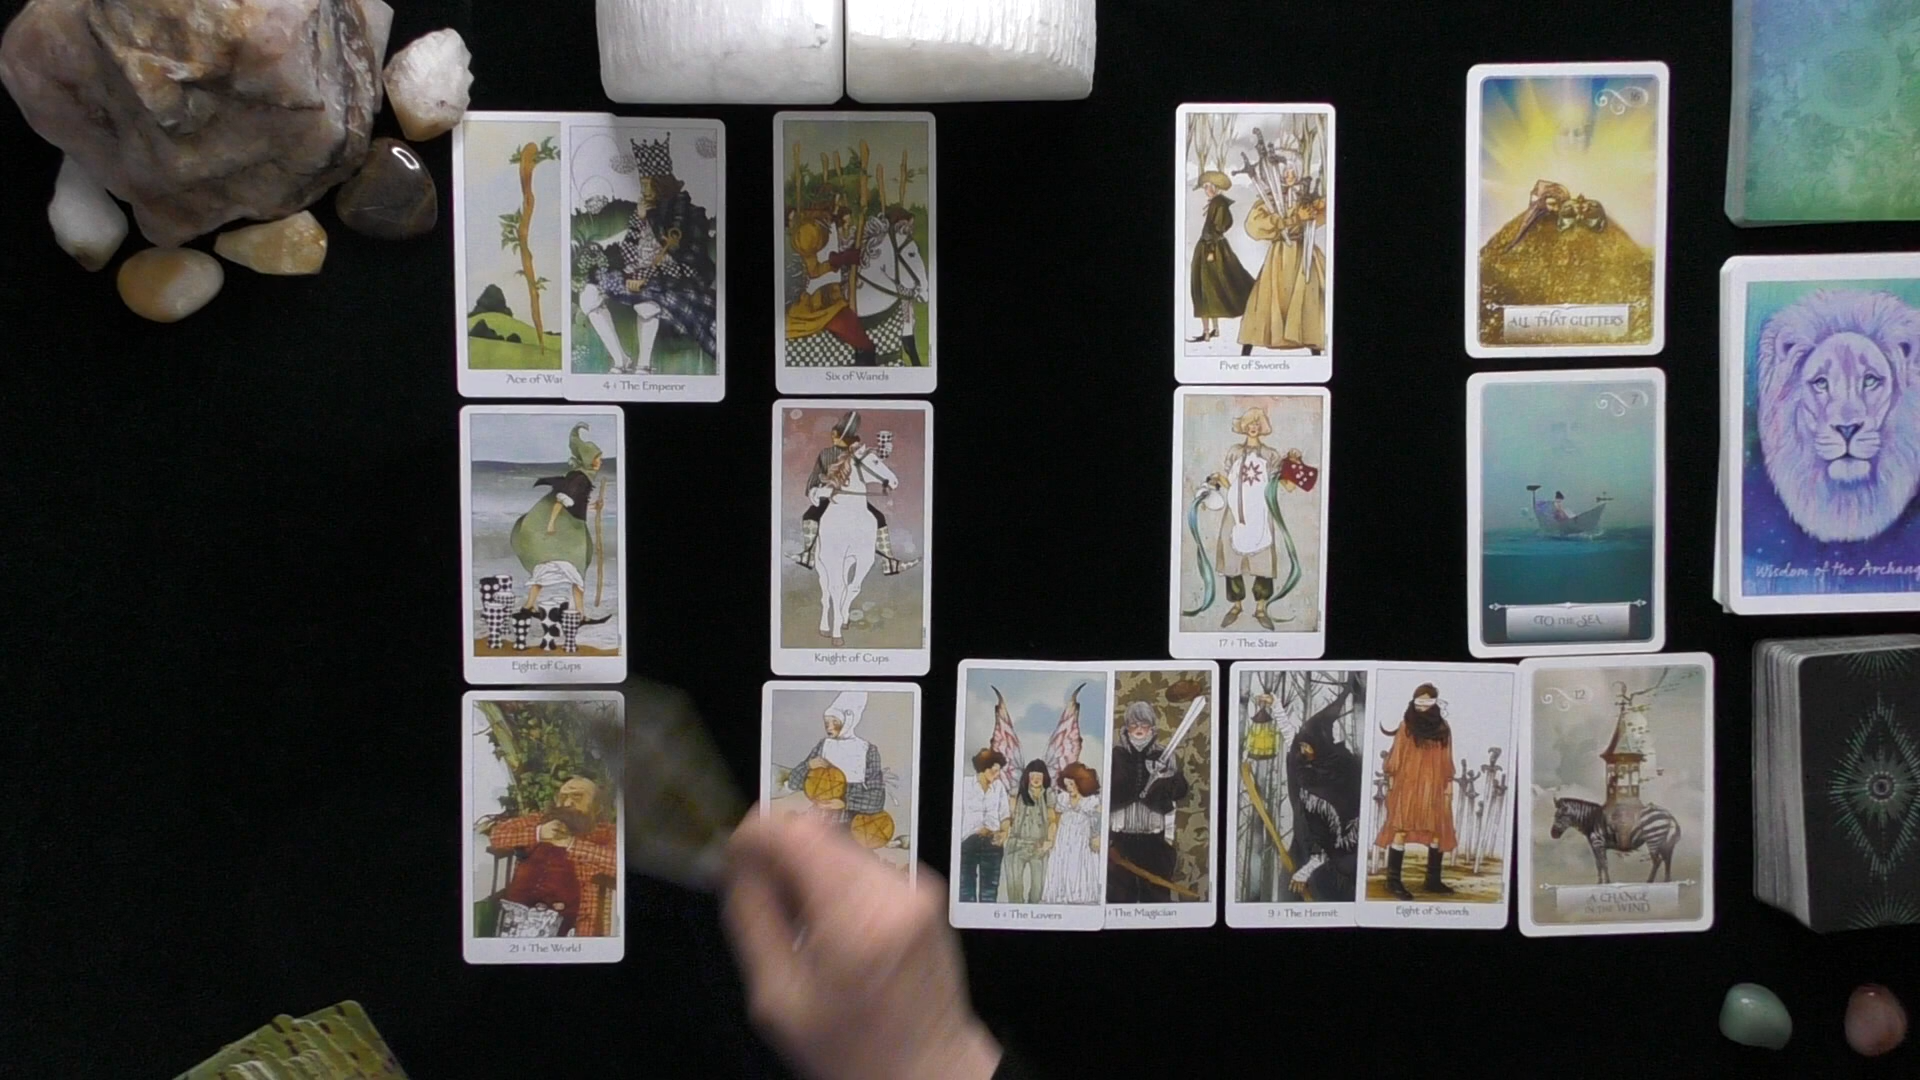 Ace of Wa
4 : The Emperor
Six of Wands
Five of Swords
16
ALL THAT GLITTERS
Eight of Cups
Knight of Cups
17 : The Star
7
TO THE SEA
Wisdom of the Archang
21 : The World
6 : The Lovers
: The Magician
9 : The Hermit
Eight of Swords
12
A CHANGE
IN THE WIND